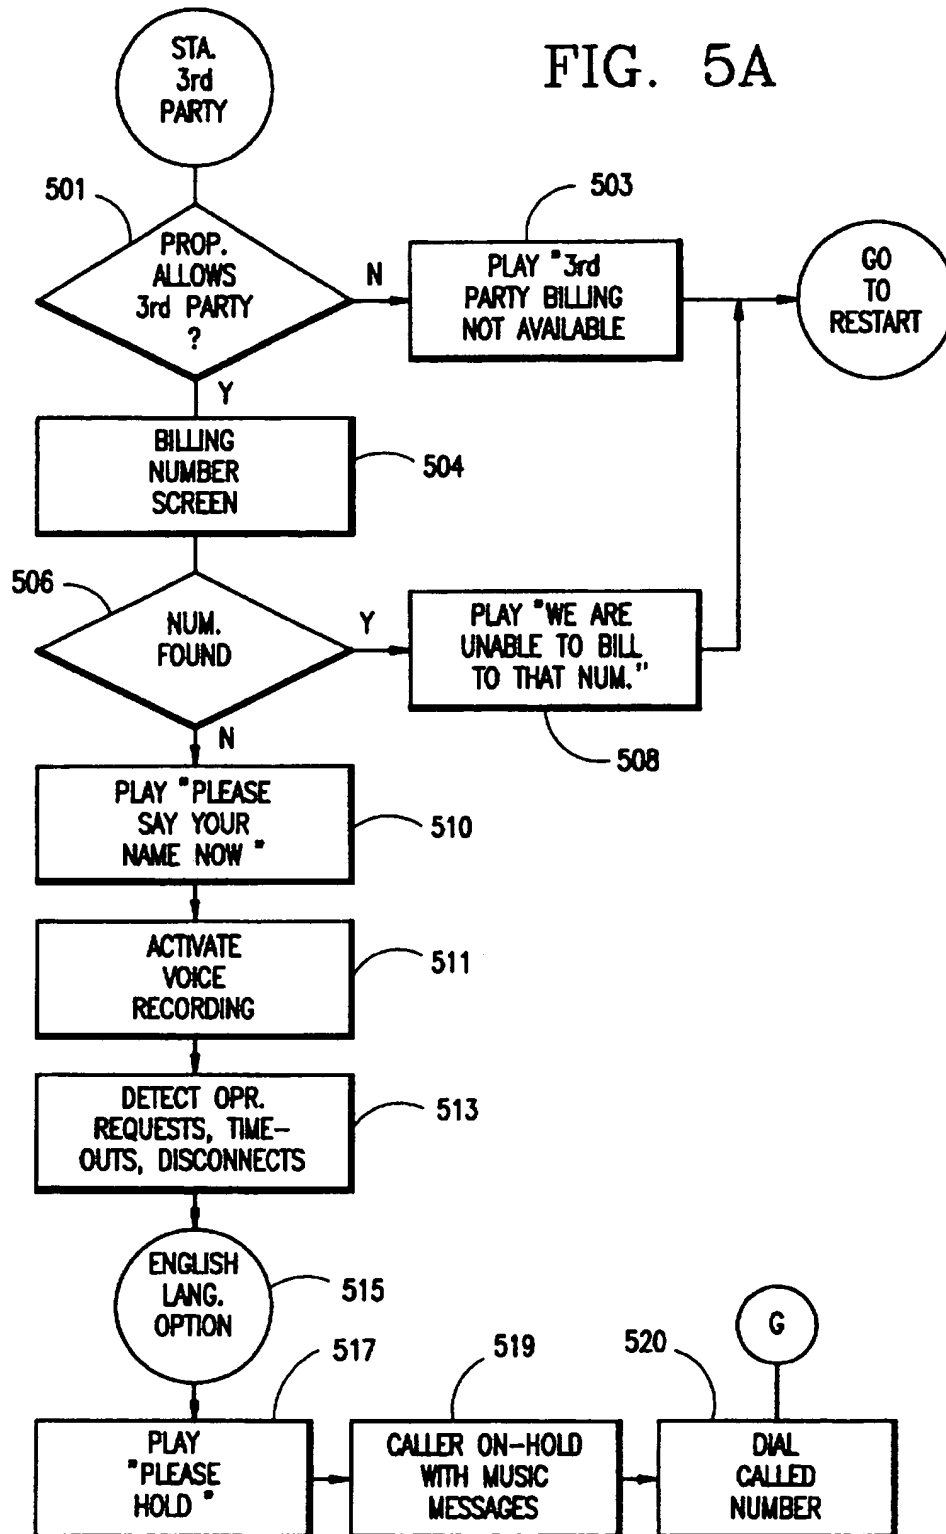 FIG. 5A
STA.
3rd
PARTY
501
PROP.
ALLOWS
3rd PARTY
?
N
Y
503
PLAY "3rd
PARTY BILLING
NOT AVAILABLE
GO
TO
RESTART
BILLING
NUMBER
SCREEN
504
506
NUM.
FOUND
Y
N
PLAY "WE ARE
UNABLE TO BILL
TO THAT NUM."
508
PLAY "PLEASE
SAY YOUR
NAME NOW "
510
ACTIVATE
VOICE
RECORDING
511
DETECT OPR.
REQUESTS, TIME-
OUTS, DISCONNECTS
513
ENGLISH
LANG.
OPTION
515
517
PLAY
"PLEASE
HOLD "
519
CALLER ON-HOLD
WITH MUSIC
MESSAGES
520
G
DIAL
CALLED
NUMBER